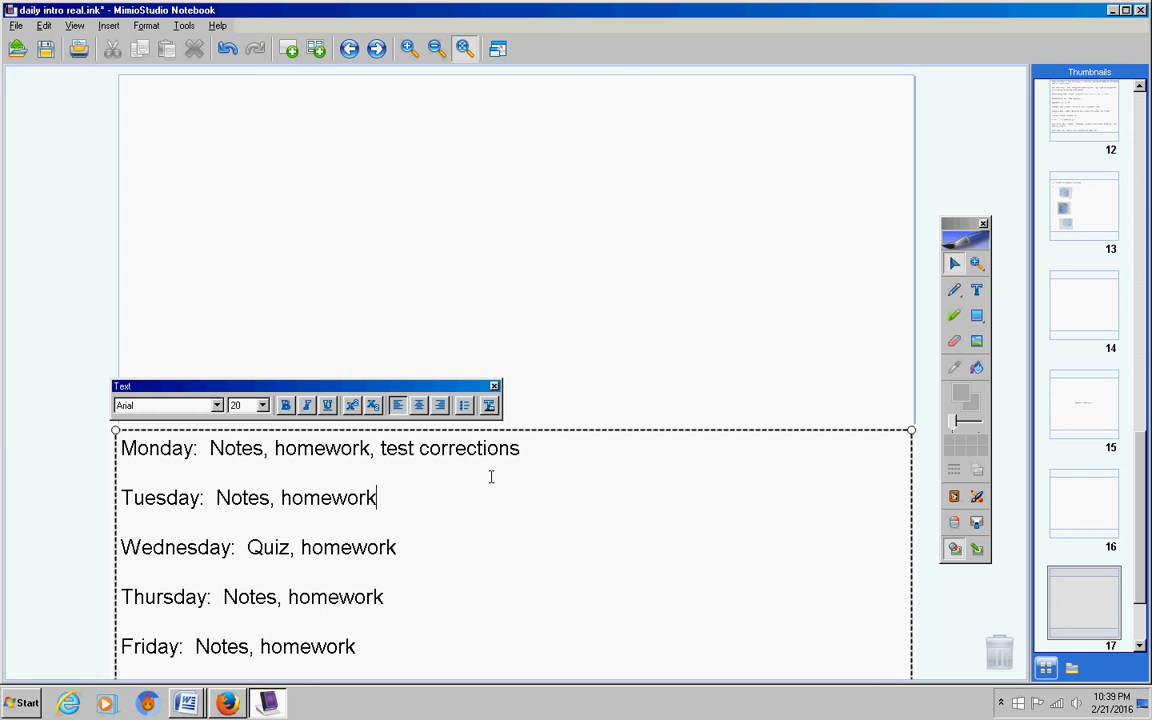 daily intro real.ink* - MimioStudio Notebook
File Edit View Insert Format Tools Help
Thumbnails
12
13
14
15
16
17
Text
Arial 20
Monday: Notes, homework, test corrections
Tuesday: Notes, homework
Wednesday: Quiz, homework
Thursday: Notes, homework
Friday: Notes, homework
Start
10:39 PM
2/21/2016